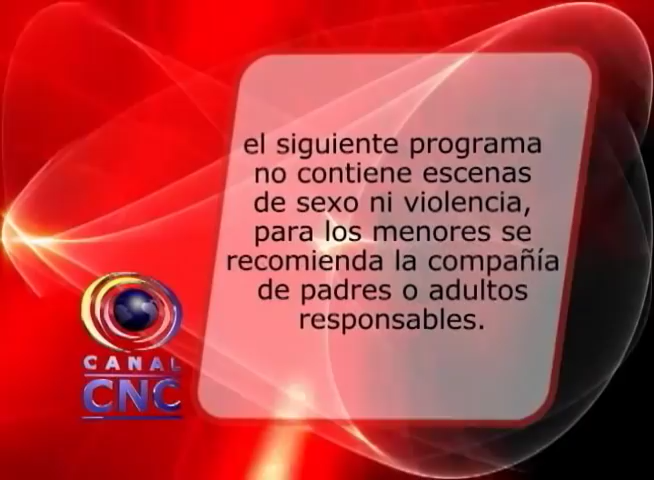 el siguiente programa
no contiene escenas
de sexo ni violencia,
para los menores se
recomienda la compañía
de padres o adultos
responsables.
CANAL
CNC